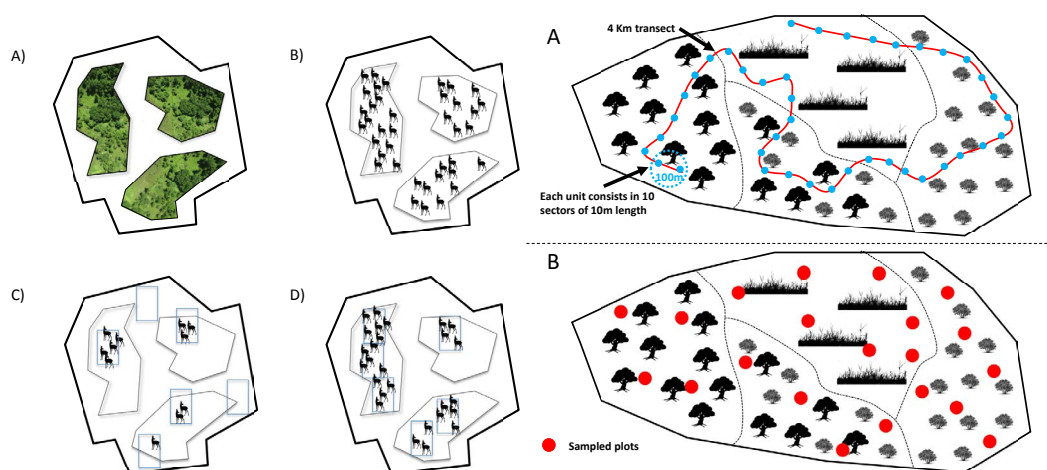 A)
B)
C)
D)
A
4 Km transect
100m
Each unit consists in 10
sectors of 10m length
B
Sampled plots